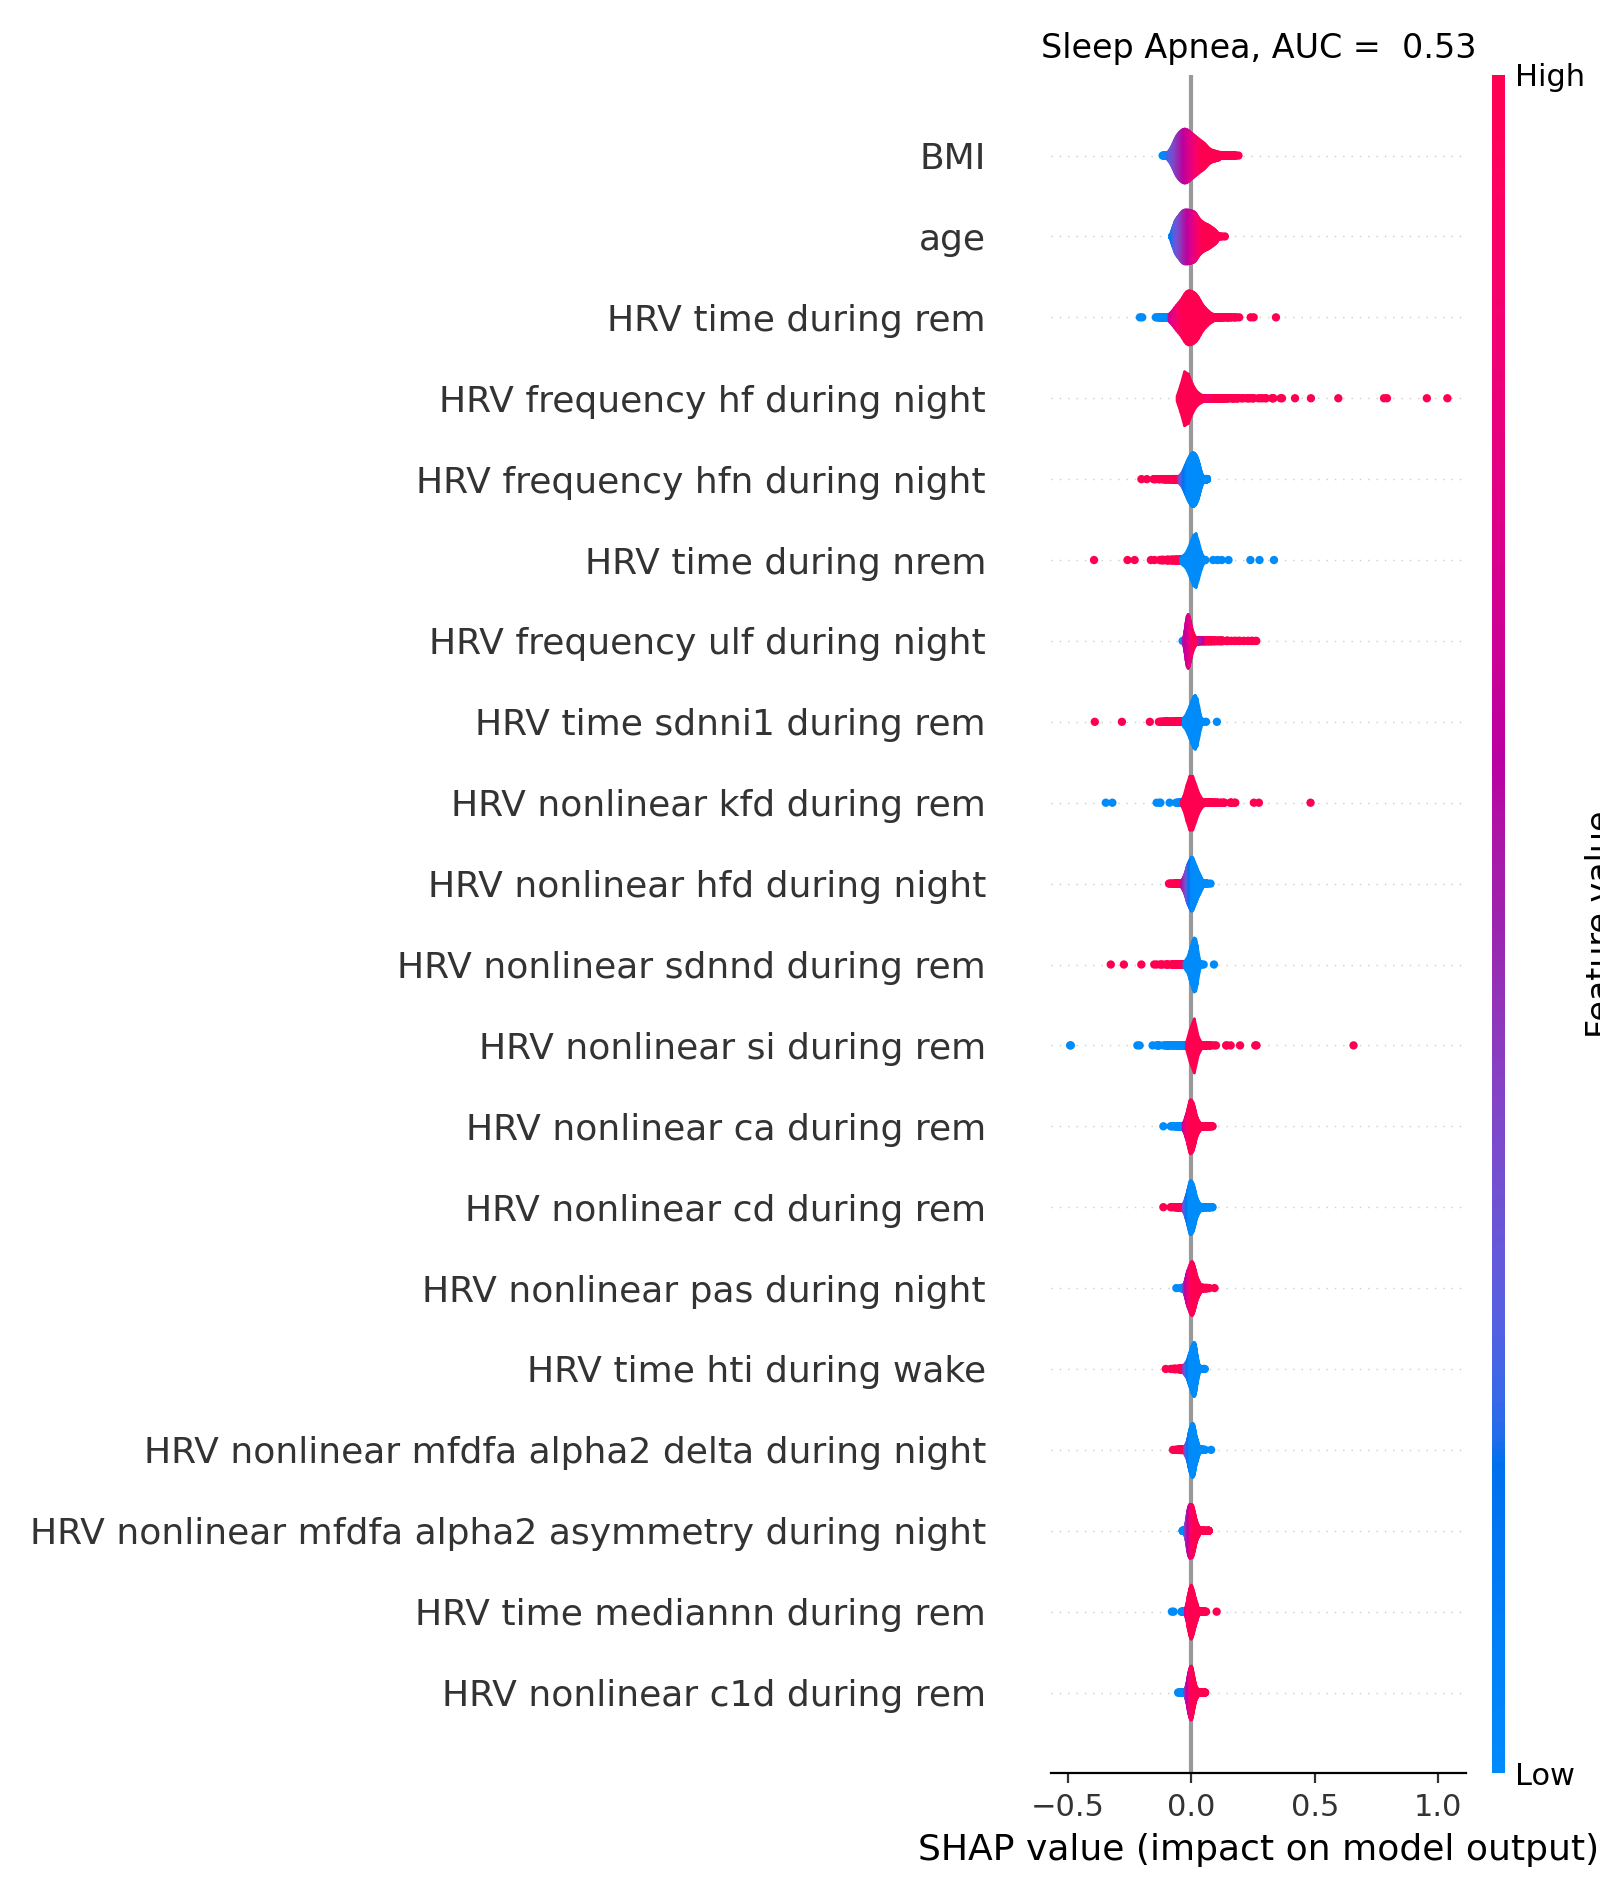 Sleep Apnea, AUC =  0.53
High
BMI
age
HRV time during rem
HRV frequency hf during night
HRV frequency hfn during night
HRV time during nrem
HRV frequency ulf during night
HRV time sdnni1 during rem
HRV nonlinear kfd during rem
Feature value
HRV nonlinear hfd during night
HRV nonlinear sdnnd during rem
HRV nonlinear si during rem
HRV nonlinear ca during rem
HRV nonlinear cd during rem
HRV nonlinear pas during night
HRV time hti during wake
HRV nonlinear mfdfa alpha2 delta during night
HRV nonlinear mfdfa alpha2 asymmetry during night
HRV time mediannn during rem
HRV nonlinear c1d during rem
Low
−0.5 0.0 0.5 1.0
SHAP value (impact on model output)